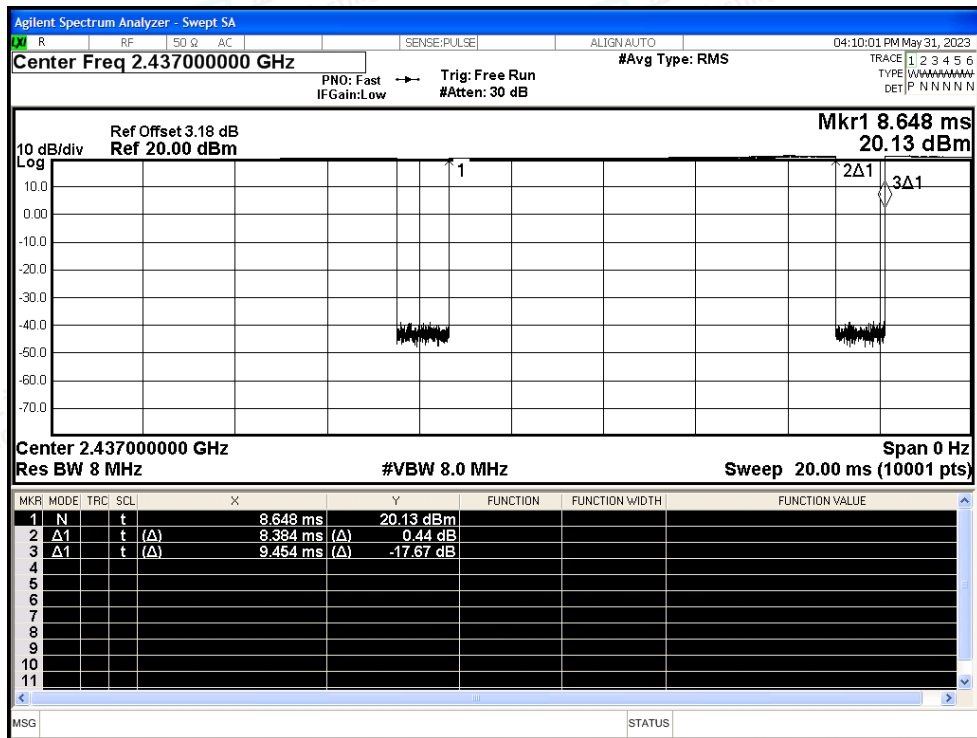 Agilent Spectrum Analyzer - Swept SA
LXI R RF 50 Ω AC SENSE:PULSE ALIGN AUTO 04:10:01 PM May 31, 2023
Center Freq 2.437000000 GHz #Avg Type: RMS TRACE 1 2 3 4 5 6
PNO: Fast Trig: Free Run TYPE WWWWWW
IFGain:Low #Atten: 30 dB DET P N N N N N
Mkr1 8.648 ms
Ref Offset 3.18 dB
10 dB/div Ref 20.00 dBm 20.13 dBm
Log
1 2Δ1 3Δ1
10.0
0.00
-10.0
-20.0
-30.0
-40.0
-50.0
-60.0
-70.0
Center 2.437000000 GHz Span 0 Hz
Res BW 8 MHz #VBW 8.0 MHz Sweep 20.00 ms (10001 pts)
MKR MODE TRC SCL X Y FUNCTION FUNCTION WIDTH FUNCTION VALUE
1 N t 8.648 ms 20.13 dBm
2 Δ1 t (Δ) 8.384 ms (Δ) 0.44 dB
3 Δ1 t (Δ) 9.454 ms (Δ) -17.67 dB
4
5
6
7
8
9
10
11
MSG STATUS